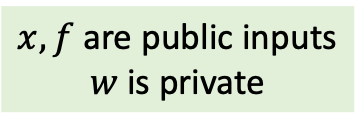 x, f are public inputs
w is private